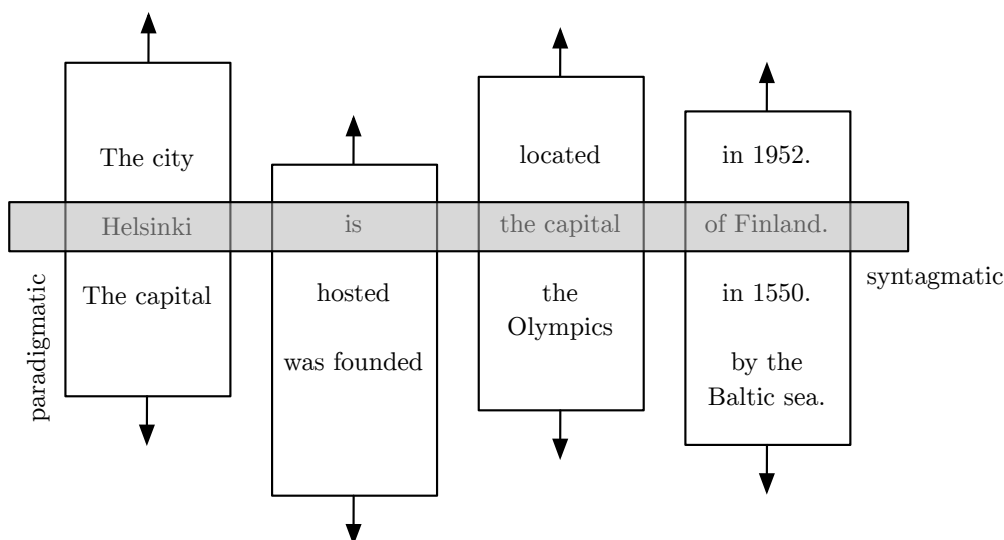 The city
located
in 1952.
Helsinki
is
the capital
of Finland.
syntagmatic
paradigmatic
The capital
hosted
the
Olympics
in 1550.
was founded
by the
Baltic sea.